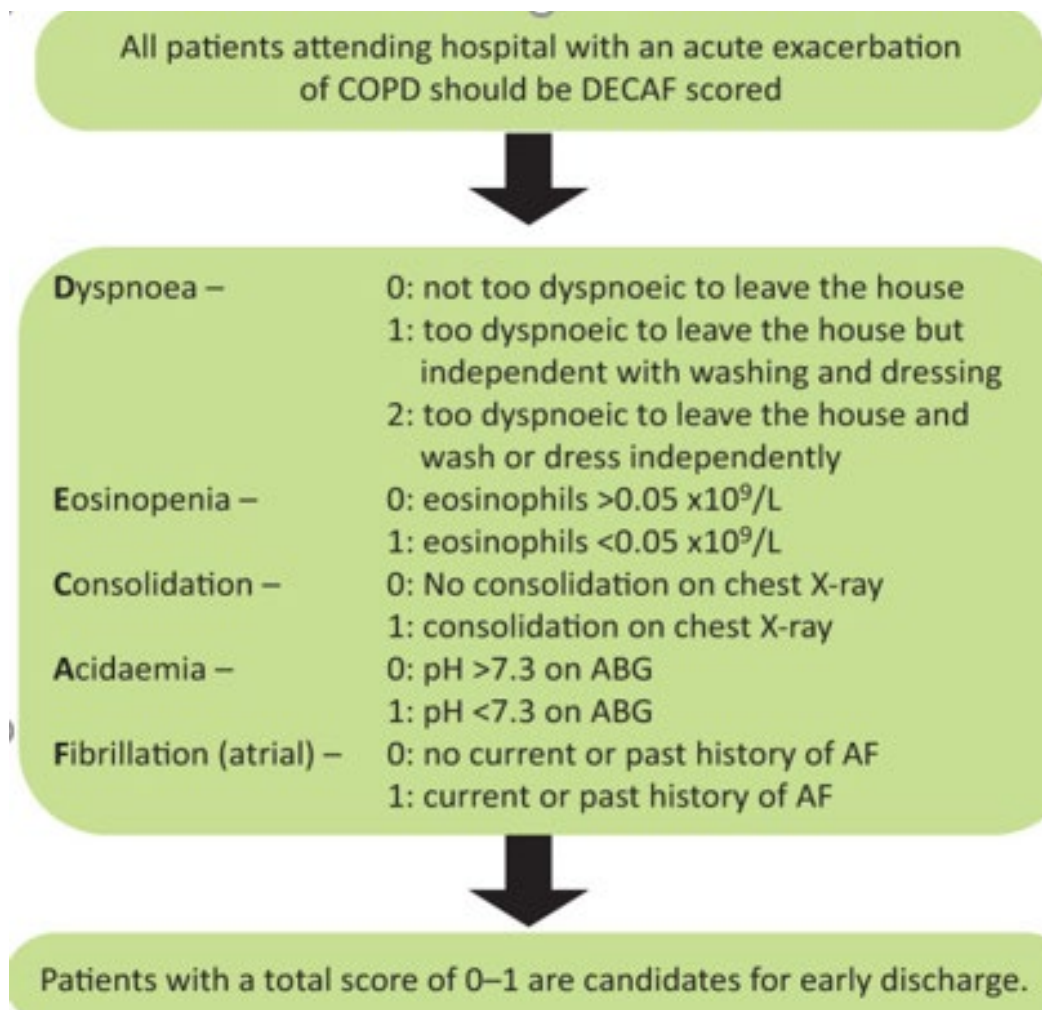 All patients attending hospital with an acute exacerbation
of COPD should be DECAF scored
Dyspnoea – 0: not too dyspnoeic to leave the house
1: too dyspnoeic to leave the house but
independent with washing and dressing
2: too dyspnoeic to leave the house and
wash or dress independently
Eosinopenia – 0: eosinophils >0.05 x10⁹/L
1: eosinophils <0.05 x10⁹/L
Consolidation – 0: No consolidation on chest X-ray
1: consolidation on chest X-ray
Acidaemia – 0: pH >7.3 on ABG
1: pH <7.3 on ABG
Fibrillation (atrial) – 0: no current or past history of AF
1: current or past history of AF
Patients with a total score of 0–1 are candidates for early discharge.